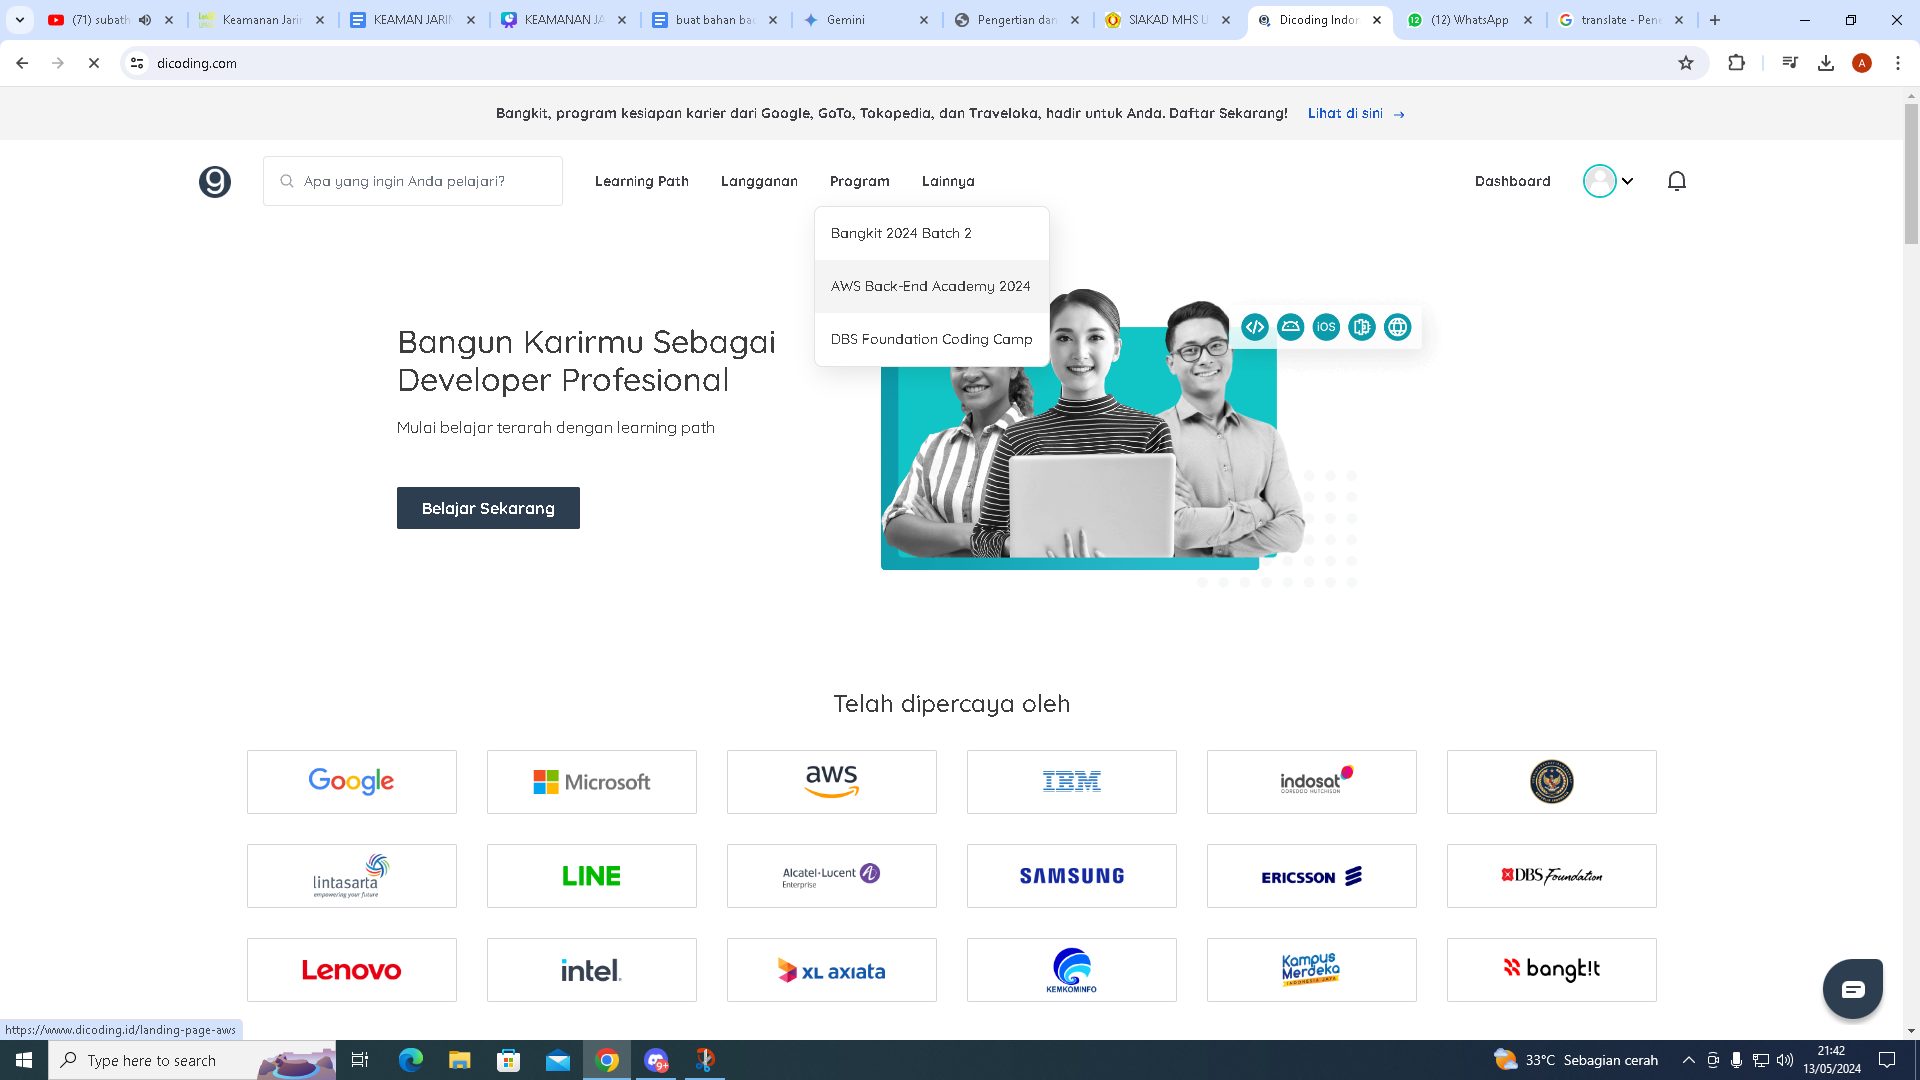 (71) subath
Keamanan Jarin
KEAMAN JARIN
KEAMANAN JA
buat bahan bac
Gemini
Pengertian dan
SIAKAD MHS U
Dicoding Indon
(12) WhatsApp
translate - Pene
dicoding.com
A
Bangkit, program kesiapan karier dari Google, GoTo, Tokopedia, dan Traveloka, hadir untuk Anda. Daftar Sekarang! Lihat di sini →
Apa yang ingin Anda pelajari?
Learning Path
Langganan
Program
Lainnya
Dashboard
Bangkit 2024 Batch 2
AWS Back-End Academy 2024
DBS Foundation Coding Camp
iOS
Bangun Karirmu Sebagai
Developer Profesional
Mulai belajar terarah dengan learning path
Belajar Sekarang
Telah dipercaya oleh
Google
Microsoft
aws
IBM
indosat
OOREDOO HUTCHISON
lintasarta
empowering your future
LINE
Alcatel·Lucent
Enterprise
SAMSUNG
ERICSSON
DBS Foundation
Lenovo
intel.
XL AXIATA
KEMKOMINFO
Kampus
Merdeka
INDONESIA JAYA
bangk!t
https://www.dicoding.id/landing-page-aws
Type here to search
9+
33°C Sebagian cerah
21:42
13/05/2024